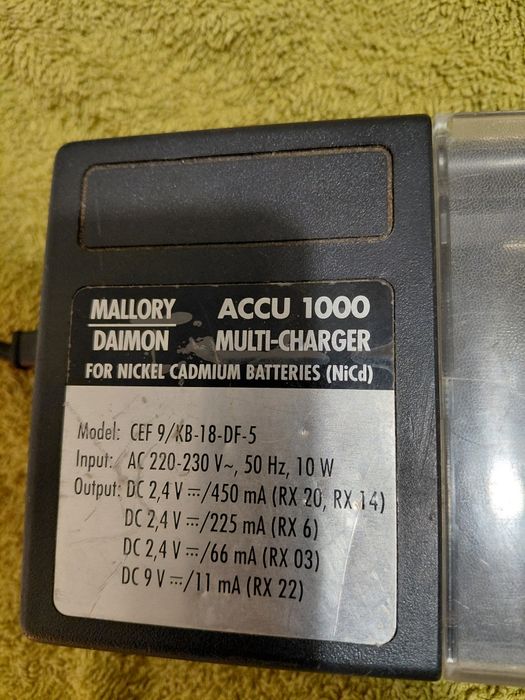 MALLORY ACCU 1000
DAIMON MULTI-CHARGER
FOR NICKEL CADMIUM BATTERIES (NiCd)
Model: CEF 9/KB-18-DF-5
Input: AC 220-230 V~, 50 Hz, 10 W
Output: DC 2,4 V ⎓/450 mA (RX 20, RX 14)
DC 2,4 V ⎓/225 mA (RX 6)
DC 2,4 V ⎓/66 mA (RX 03)
DC 9 V ⎓/11 mA (RX 22)